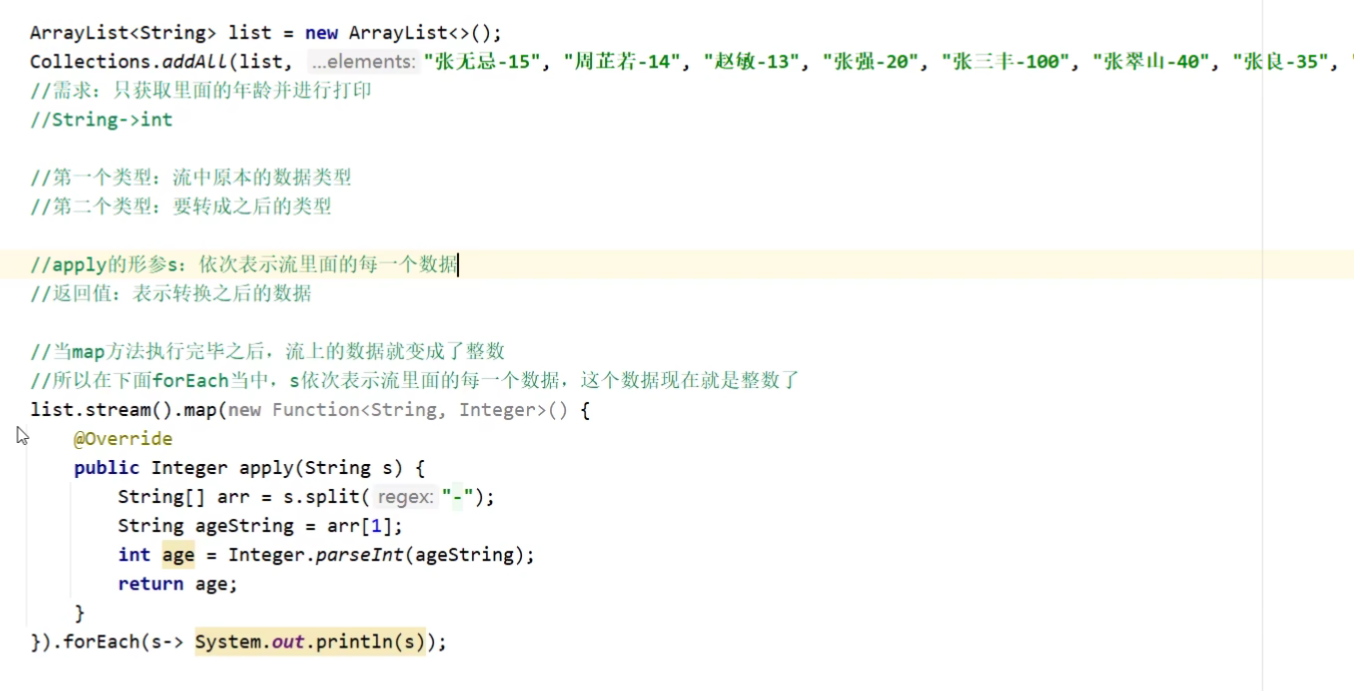 ArrayList<String> list = new ArrayList<>();
Collections.addAll(list, ...elements: "张无忌-15", "周芷若-14", "赵敏-13", "张强-20", "张三丰-100", "张翠山-40", "张良-35", "
//需求：只获取里面的年龄并进行打印
//String->int
//第一个类型：流中原本的数据类型
//第二个类型：要转成之后的类型
//apply的形参s：依次表示流里面的每一个数据
//返回值：表示转换之后的数据
//当map方法执行完毕之后，流上的数据就变成了整数
//所以在下面forEach当中，s依次表示流里面的每一个数据，这个数据现在就是整数了
list.stream().map(new Function<String, Integer>() {
@Override
public Integer apply(String s) {
String[] arr = s.split( regex: "-");
String ageString = arr[1];
int age = Integer.parseInt(ageString);
return age;
}
}).forEach(s-> System.out.println(s));